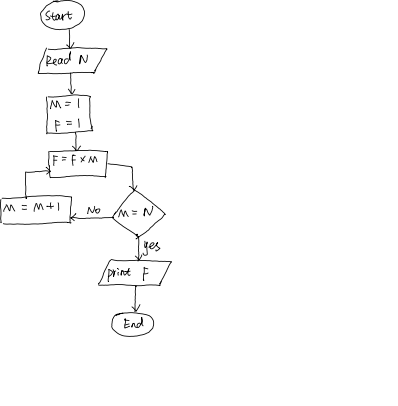 Start
Read N
M = 1
F = 1
F = F × M
M = N
No
M = M + 1
yes
print F
End